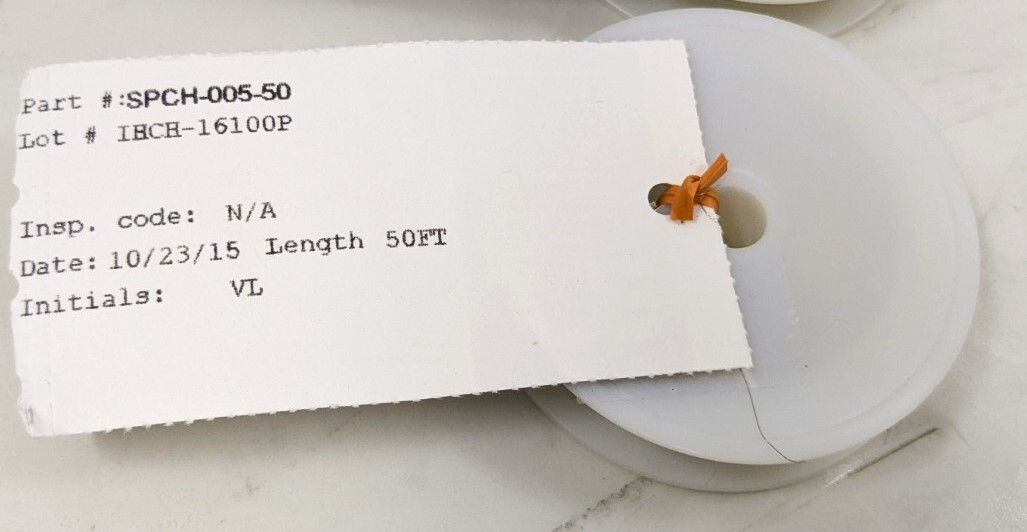 Part #:SPCH-005-50
Lot # IHCH-16100P
Insp. code: N/A
Date: 10/23/15 Length 50FT
Initials: VL